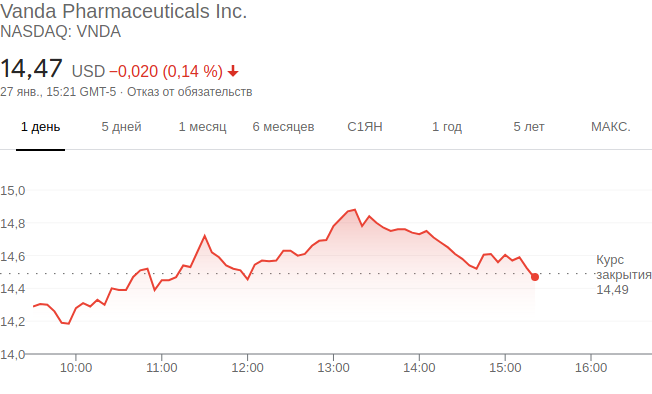 Vanda Pharmaceuticals Inc.
NASDAQ: VNDA
14,47 USD −0,020 (0,14 %)
27 янв., 15:21 GMT-5 · Отказ от обязательств
1 день 5 дней 1 месяц 6 месяцев С1ЯН 1 год 5 лет МАКС.
15,0
14,8
14,6
Курс
закрытия
14,49
14,4
14,2
14,0
10:00 11:00 12:00 13:00 14:00 15:00 16:00